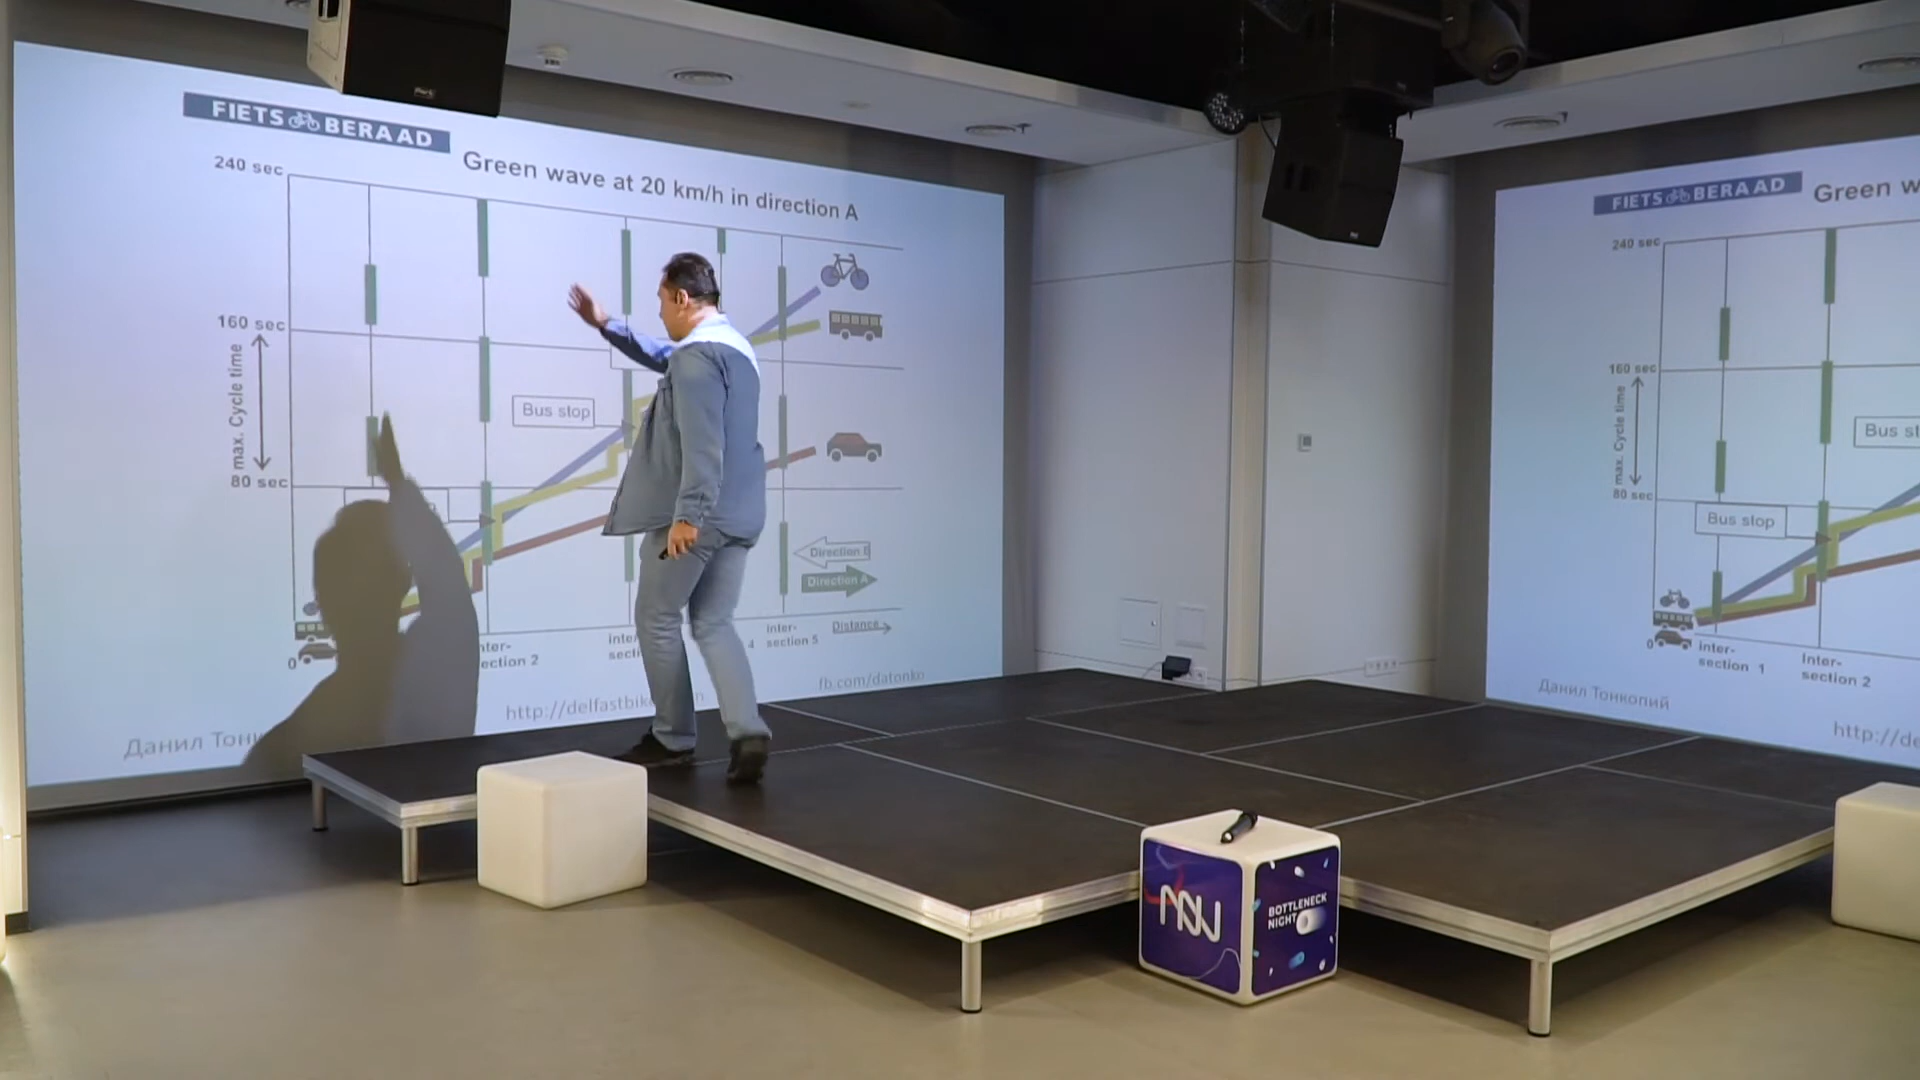 FIETS BERAAD
Green wave at 20 km/h in direction A
240 sec
160 sec
max. Cycle time
80 sec
Bus stop
Direction B
Direction A
0
section 2
4
Inter-
section 5
Distance
http://delfastbik
fb.com/datonko
Данил
FIETS BERAAD
Green
240 sec
160 sec
max. Cycle time
80 sec
Bus
Bus stop
0
Inter-
section 1
Inter-
section 2
Данил Тонкопий
http://de
BOTTLENECK
NIGHT